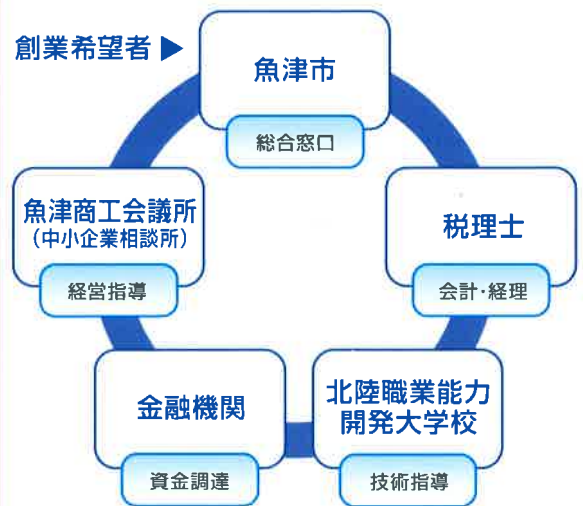 創業希望者▶
魚津市
総合窓口
魚津商工会議所
（中小企業相談所）
経営指導
税理士
会計・経理
金融機関
資金調達
北陸職業能力
開発大学校
技術指導